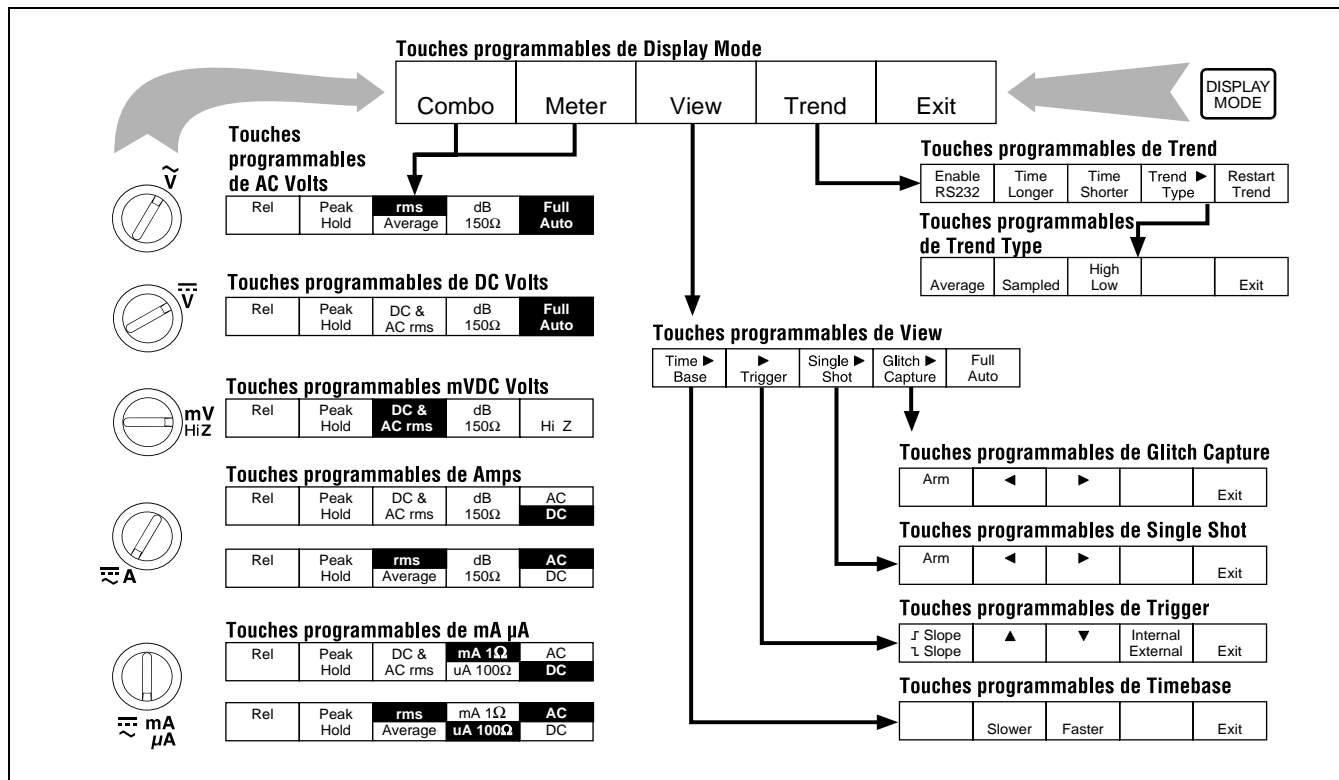 Touches programmables de Display Mode
Combo Meter View Trend Exit
DISPLAY
MODE
Touches
programmables
de AC Volts
Ṽ
Rel Peak Hold rms Average dB 150Ω Full Auto
Touches programmables de DC Volts
V
Rel Peak Hold DC & AC rms dB 150Ω Full Auto
Touches programmables mVDC Volts
mV
HiZ
Rel Peak Hold DC & AC rms dB 150Ω Hi Z
Touches programmables de Amps
A
Rel Peak Hold DC & AC rms dB 150Ω AC DC
Rel Peak Hold rms Average dB 150Ω AC DC
Touches programmables de mA µA
mA
µA
Rel Peak Hold DC & AC rms mA 1Ω uA 100Ω AC DC
Rel Peak Hold rms Average mA 1Ω uA 100Ω AC DC
Touches programmables de Trend
Enable RS232 Time Longer Time Shorter Trend ► Type Restart Trend
Touches programmables
de Trend Type
Average Sampled High Low Exit
Touches programmables de View
Time ► Base ► Trigger Single ► Shot Glitch ► Capture Full Auto
Touches programmables de Glitch Capture
Arm ◄ ► Exit
Touches programmables de Single Shot
Arm ◄ ► Exit
Touches programmables de Trigger
Slope Slope ▲ ▼ Internal External Exit
Touches programmables de Timebase
Slower Faster Exit